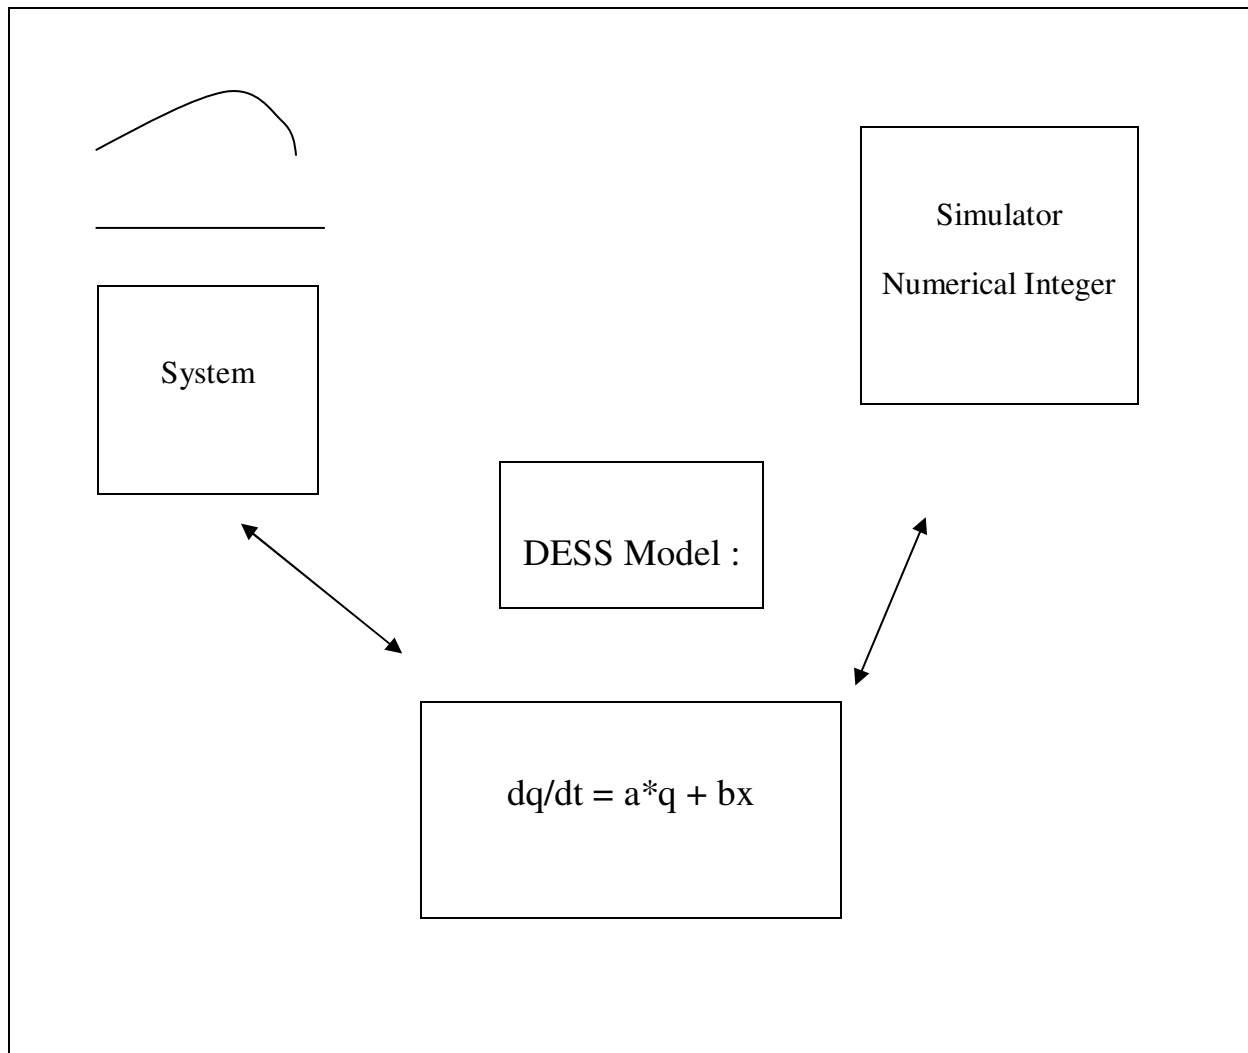 Simulator
Numerical Integer
System
DESS Model :
dq/dt = a*q + bx